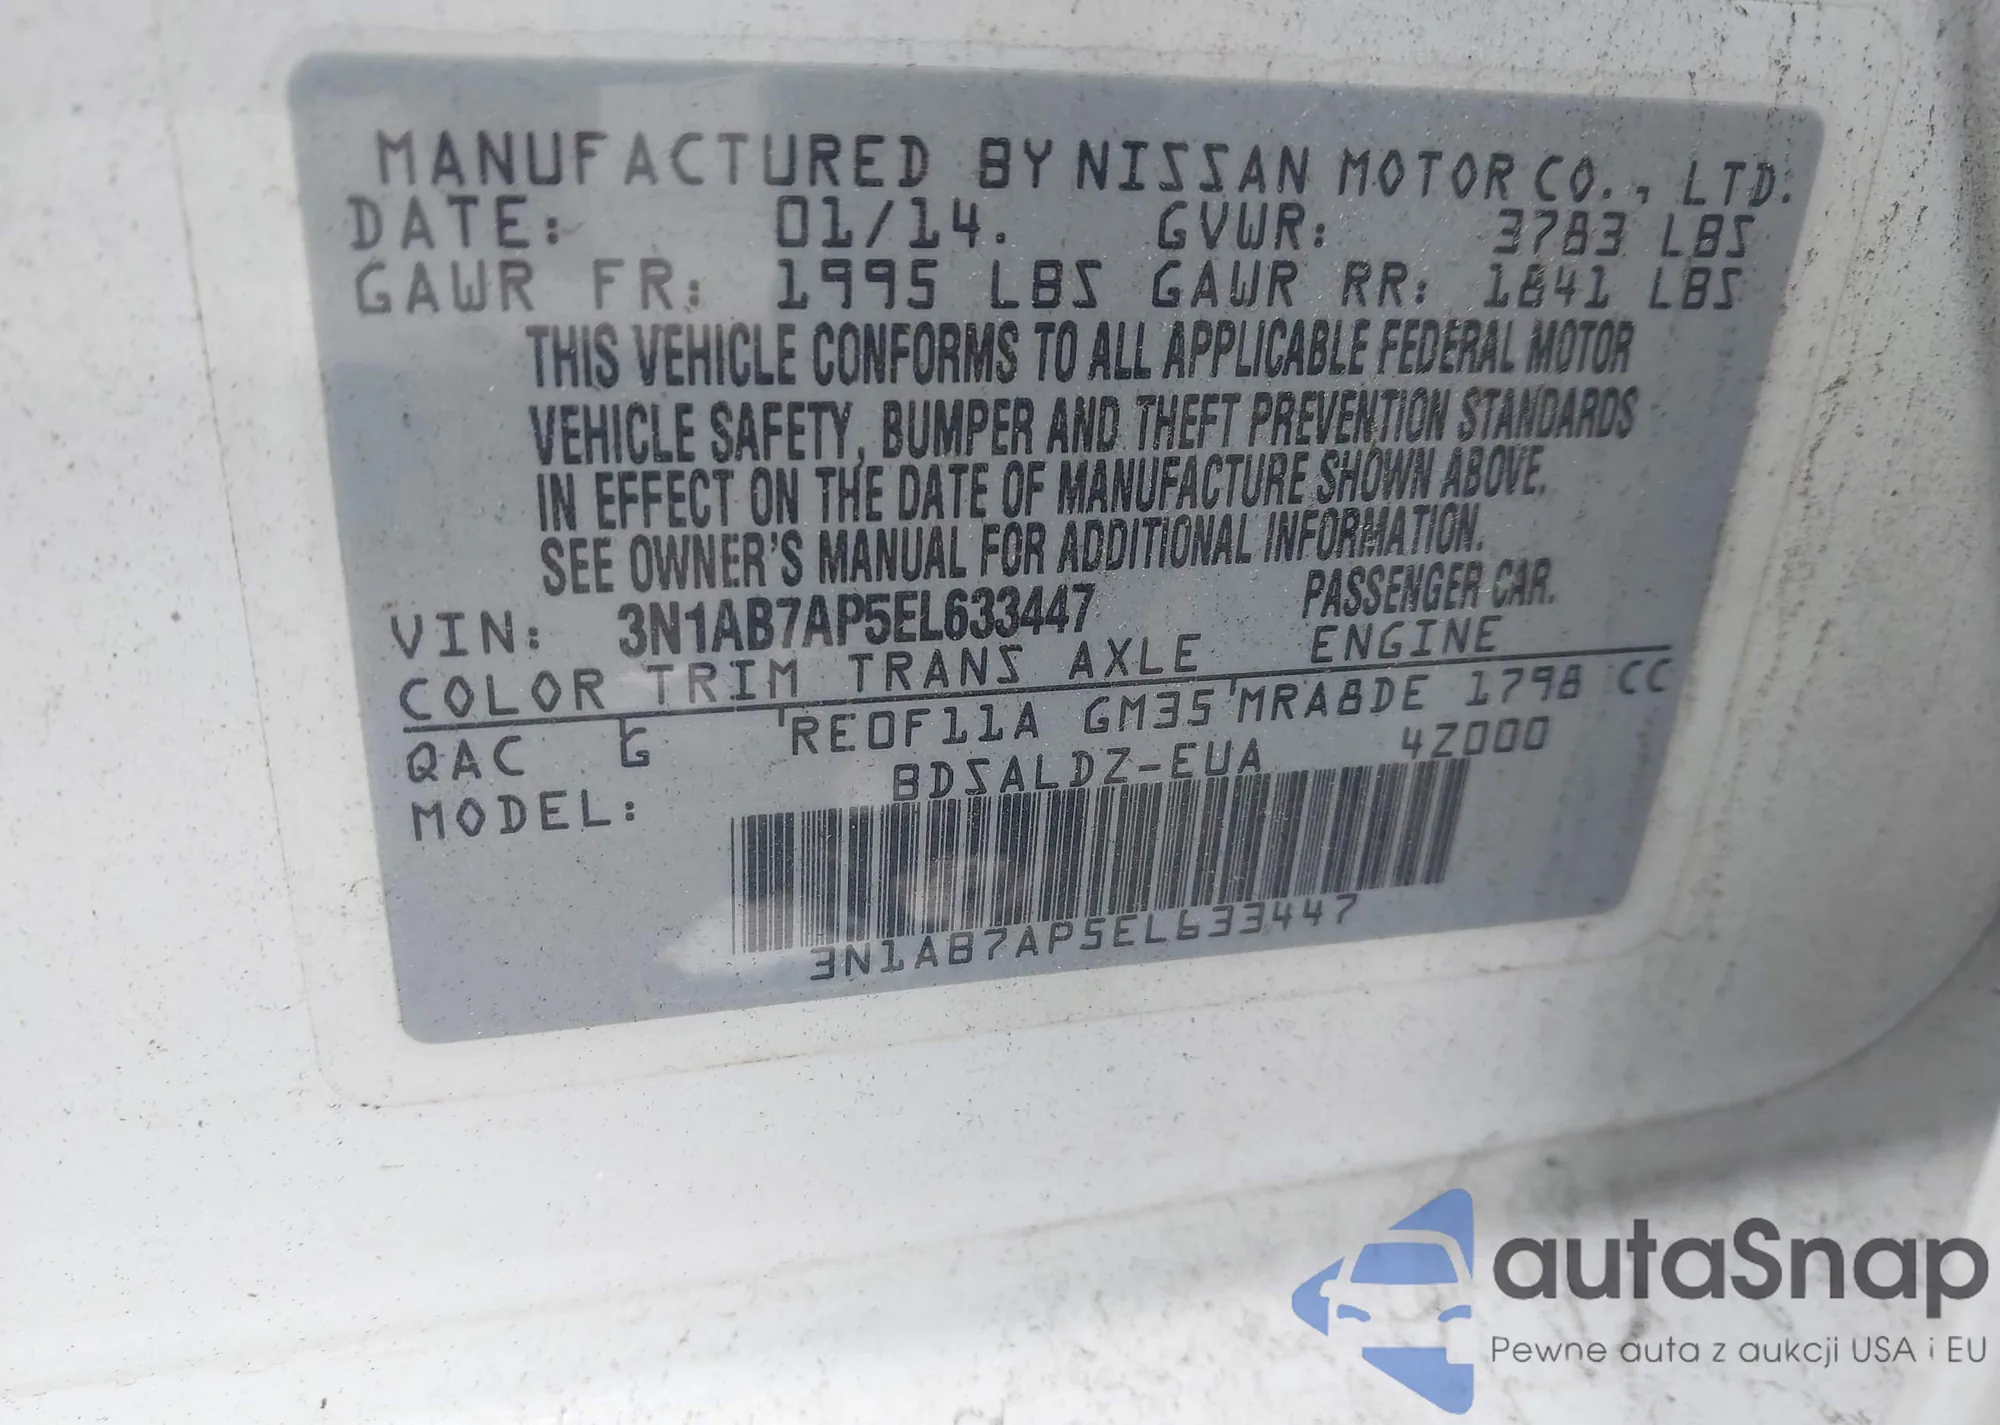 MANUFACTURED BY NISSAN MOTOR CO., LTD.
DATE: 01/14. GVWR: 3783 LBS
GAWR FR: 1995 LBS GAWR RR: 1841 LBS
THIS VEHICLE CONFORMS TO ALL APPLICABLE FEDERAL MOTOR
VEHICLE SAFETY, BUMPER AND THEFT PREVENTION STANDARDS
IN EFFECT ON THE DATE OF MANUFACTURE SHOWN ABOVE.
SEE OWNER'S MANUAL FOR ADDITIONAL INFORMATION.
VIN: 3N1AB7AP5EL633447 PASSENGER CAR.
COLOR TRIM TRANS AXLE ENGINE
QAC G RE0F11A GM35 MRA8DE 1798 CC
MODEL: BDSALDZ-EUA 4Z000
3N1AB7AP5EL633447
autaSnap
Pewne auta z aukcji USA i EU